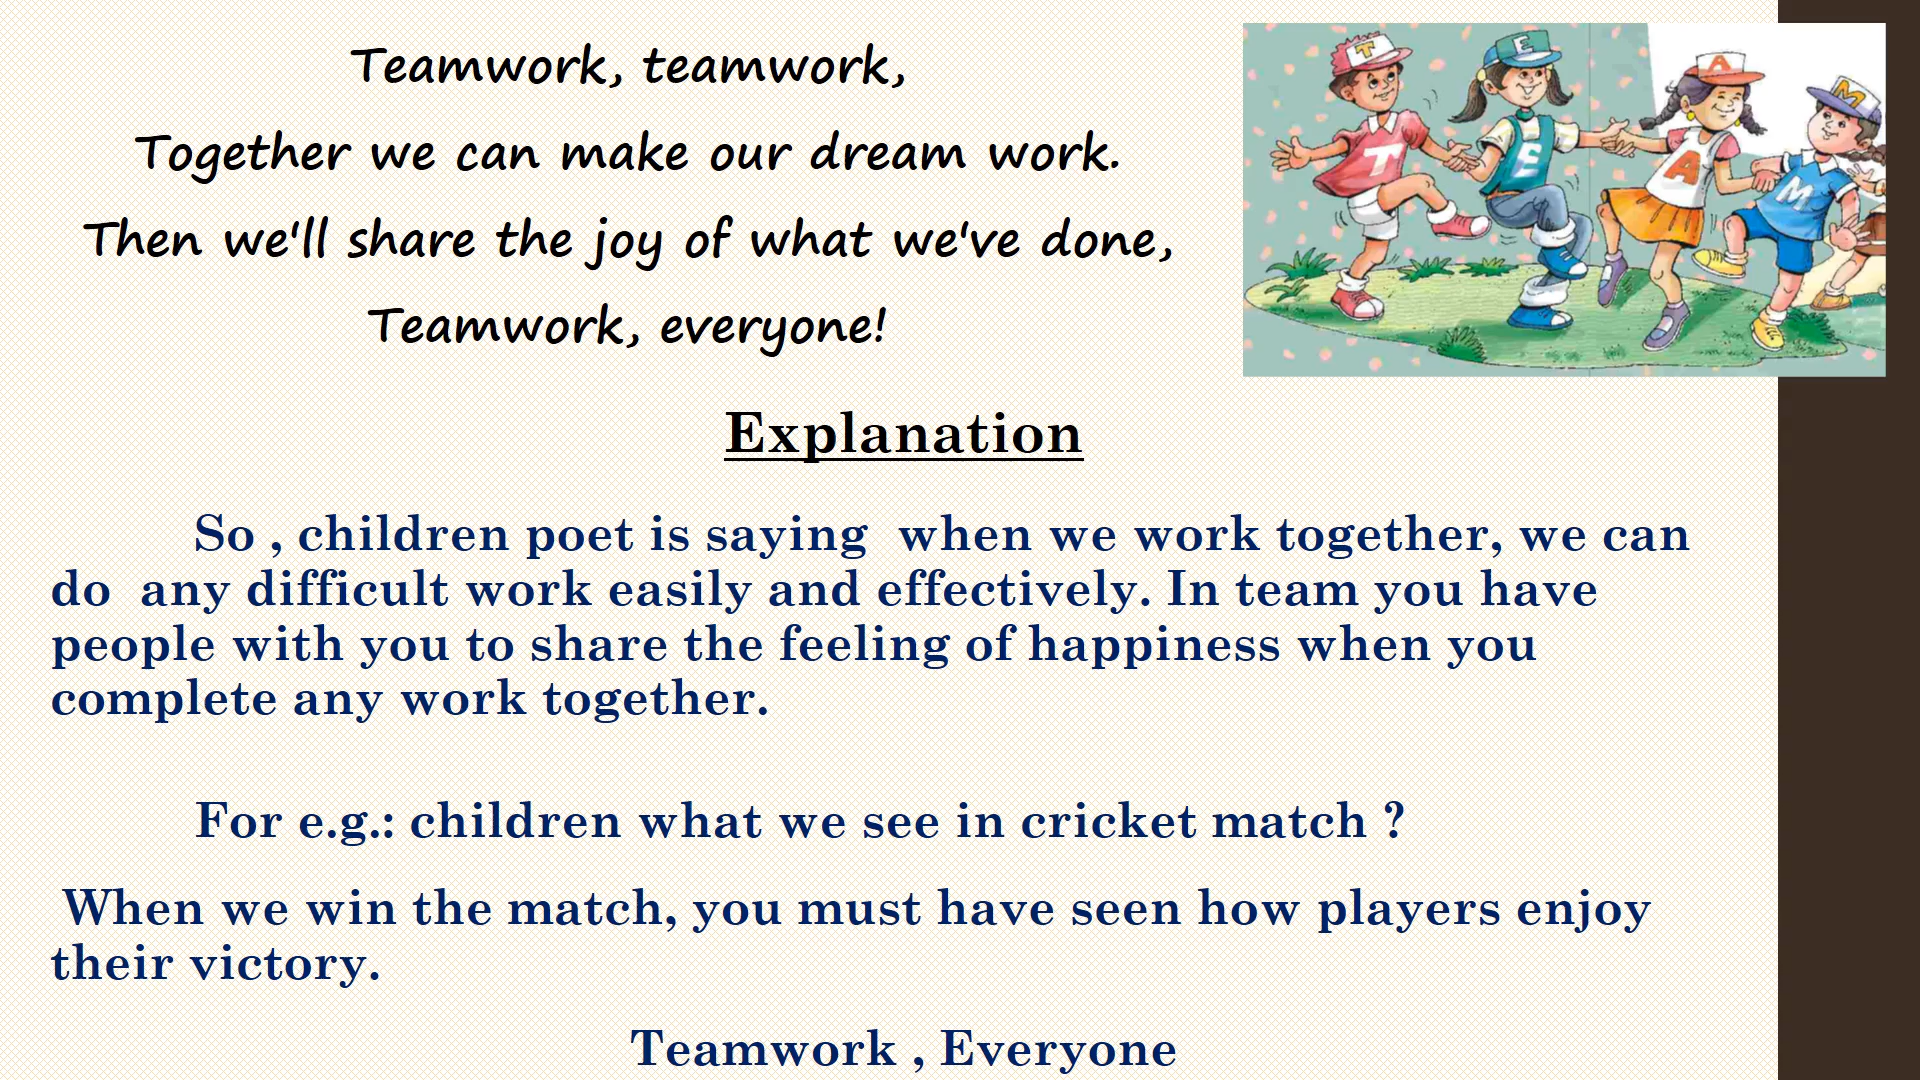 Teamwork, teamwork,
Together we can make our dream work.
Then we'll share the joy of what we've done,
Teamwork, everyone!
T E A M
T E A M
Explanation
So , children poet is saying when we work together, we can
do any difficult work easily and effectively. In team you have
people with you to share the feeling of happiness when you
complete any work together.
For e.g.: children what we see in cricket match ?
When we win the match, you must have seen how players enjoy
their victory.
Teamwork , Everyone